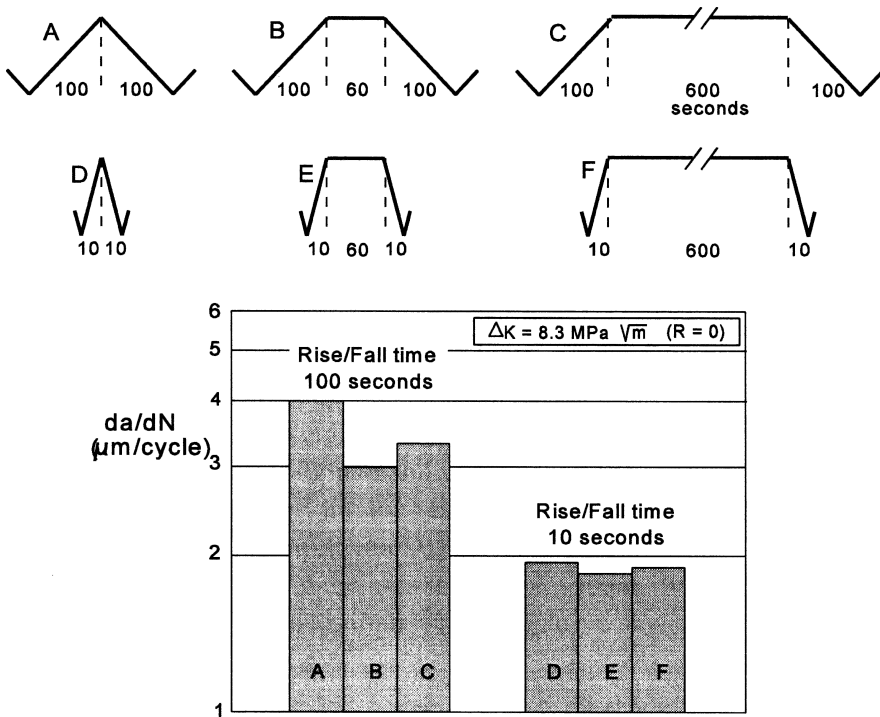 A
B
C
100 100
100 60 100
100 600 100
seconds
D
E
F
10 10
10 60 10
10 600 10
6
5
4
3
2
1
ΔK = 8.3 MPa √m (R = 0)
Rise/Fall time
100 seconds
da/dN
(μm/cycle)
Rise/Fall time
10 seconds
A B C
D E F